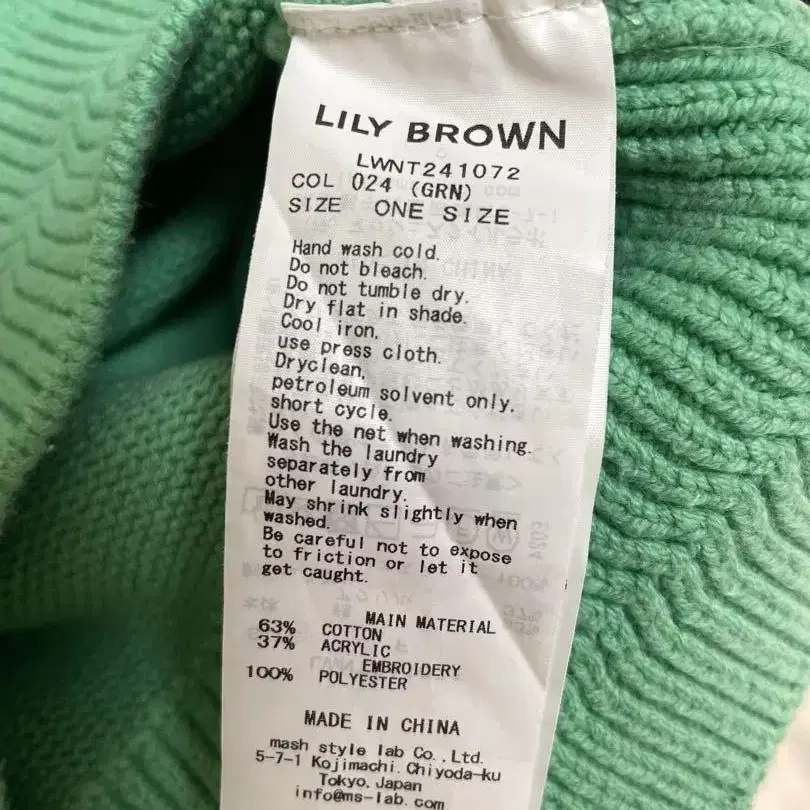 LILY BROWN
LWNT241072
COL 024 (GRN)
SIZE ONE SIZE
Hand wash cold.
Do not bleach.
Do not tumble dry.
Dry flat in shade.
Cool iron,
use press cloth.
Dryclean,
petroleum solvent only,
short cycle.
Use the net when washing.
Wash the laundry
separately from
other laundry.
May shrink slightly when
washed.
Be careful not to expose
to friction or let it
get caught.
MAIN MATERIAL
63% COTTON
37% ACRYLIC
EMBROIDERY
100% POLYESTER
MADE IN CHINA
mash style lab Co.,Ltd.
5-7-1 Kojimachi.Chiyoda-ku
Tokyo,Japan
info@ms-lab.com